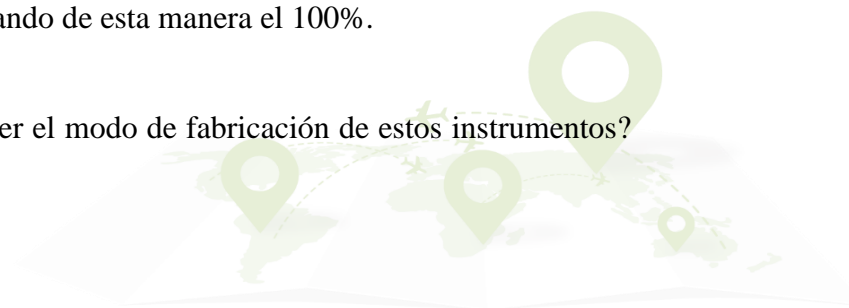 ando de esta manera el 100%.
er el modo de fabricación de estos instrumentos?